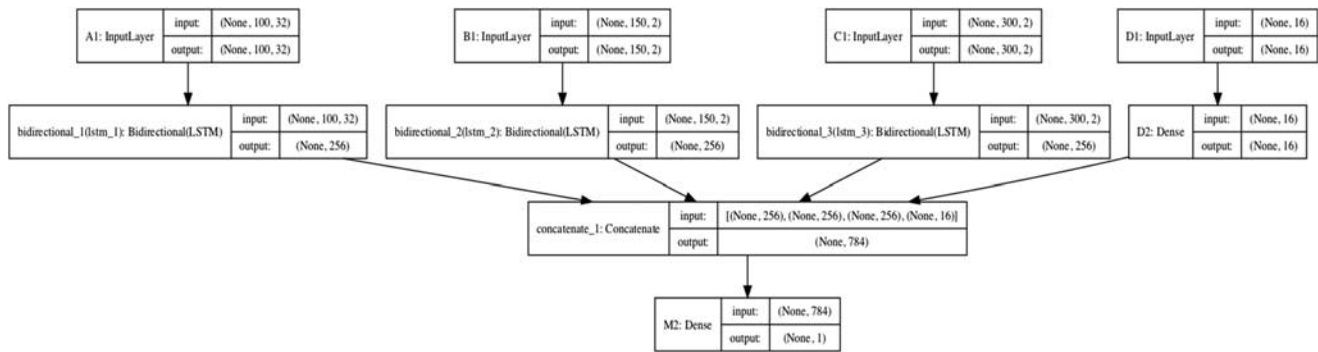 A1: InputLayer
input: (None, 100, 32)
output: (None, 100, 32)
B1: InputLayer
input: (None, 150, 2)
output: (None, 150, 2)
C1: InputLayer
input: (None, 300, 2)
output: (None, 300, 2)
D1: InputLayer
input: (None, 16)
output: (None, 16)
bidirectional_1(lstm_1): Bidirectional(LSTM)
input: (None, 100, 32)
output: (None, 256)
bidirectional_2(lstm_2): Bidirectional(LSTM)
input: (None, 150, 2)
output: (None, 256)
bidirectional_3(lstm_3): Bidirectional(LSTM)
input: (None, 300, 2)
output: (None, 256)
D2: Dense
input: (None, 16)
output: (None, 16)
concatenate_1: Concatenate
input: [(None, 256), (None, 256), (None, 256), (None, 16)]
output: (None, 784)
M2: Dense
input: (None, 784)
output: (None, 1)